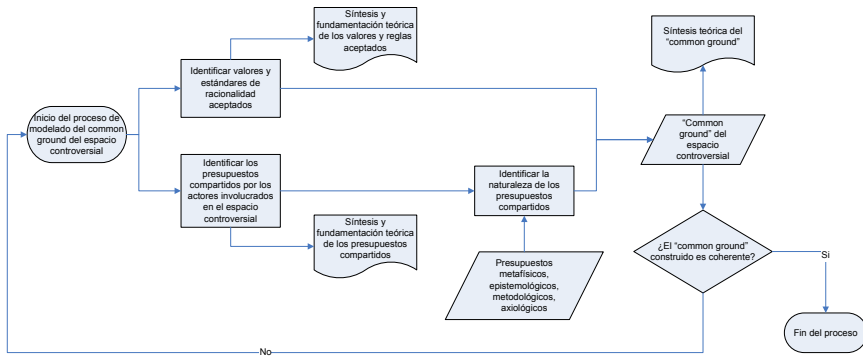 Síntesis y
fundamentación teórica
de los valores y reglas
aceptados
Síntesis teórica del
“common ground”
Identificar valores y
estándares de
racionalidad
aceptados
Inicio del proceso de
modelado del common
ground del espacio
controversial
“Common
ground” del
espacio
controversial
Identificar los
presupuestos
compartidos por los
actores involucrados
en el espacio
controversial
Identificar la
naturaleza de los
presupuestos
compartidos
Síntesis y
fundamentación teórica
de los presupuestos
compartidos
Presupuestos
metafísicos,
epistemológicos,
metodológicos,
axiológicos
¿El “common ground”
construido es coherente?
Si
Fin del proceso
No